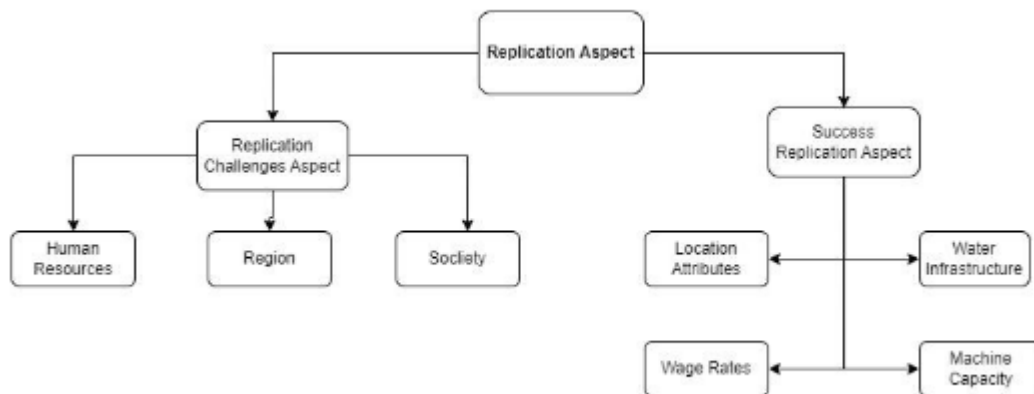 Replication Aspect
Replication
Challenges Aspect
Success
Replication Aspect
Human
Resources
Region
Socliety
Location
Attributes
Water
Infrastructure
Wage Rates
Machine
Capacity